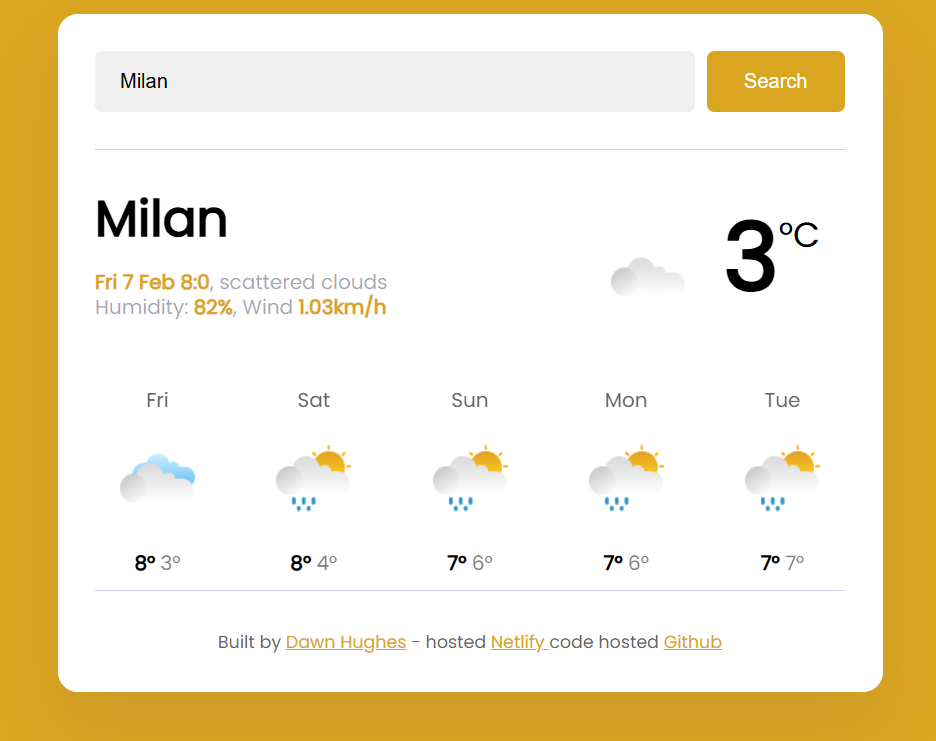 Milan
Search
Milan
3°C
Fri 7 Feb 8:0, scattered clouds
Humidity: 82%, Wind 1.03km/h
Fri Sat Sun Mon Tue
8° 3° 8° 4° 7° 6° 7° 6° 7° 7°
Built by Dawn Hughes - hosted Netlify code hosted Github